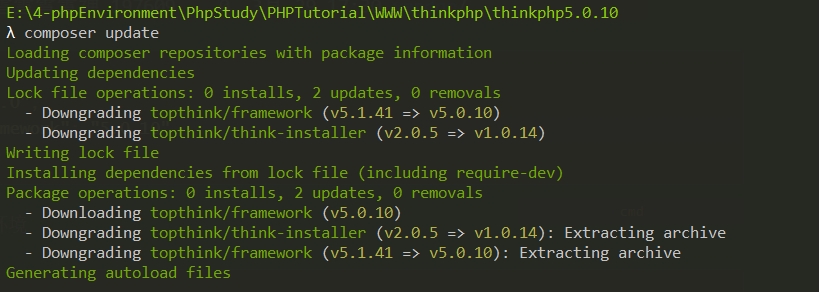 E:\4-phpEnvironment\PhpStudy\PHPTutorial\WWW\thinkphp\thinkphp5.0.10
λ composer update
Loading composer repositories with package information
Updating dependencies
Lock file operations: 0 installs, 2 updates, 0 removals
  - Downgrading topthink/framework (v5.1.41 => v5.0.10)
  - Downgrading topthink/think-installer (v2.0.5 => v1.0.14)
Writing lock file
Installing dependencies from lock file (including require-dev)
Package operations: 0 installs, 2 updates, 0 removals
  - Downloading topthink/framework (v5.0.10)
  - Downgrading topthink/think-installer (v2.0.5 => v1.0.14): Extracting archive
  - Downgrading topthink/framework (v5.1.41 => v5.0.10): Extracting archive
Generating autoload files